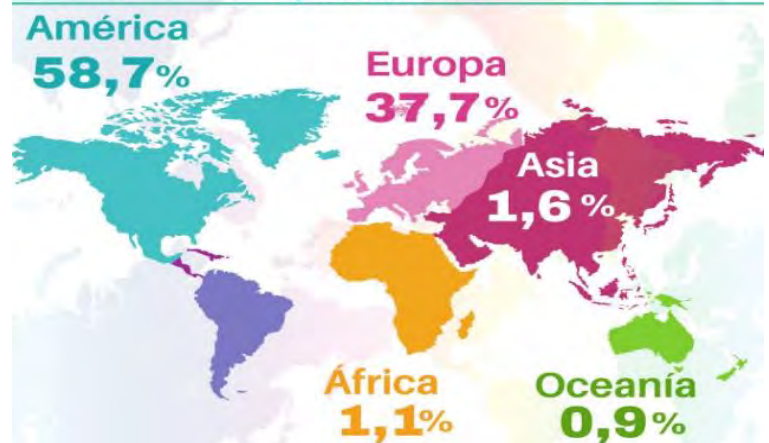 América
58,7%
Europa
37,7%
Asia
1,6%
África
1,1%
Oceanía
0,9%